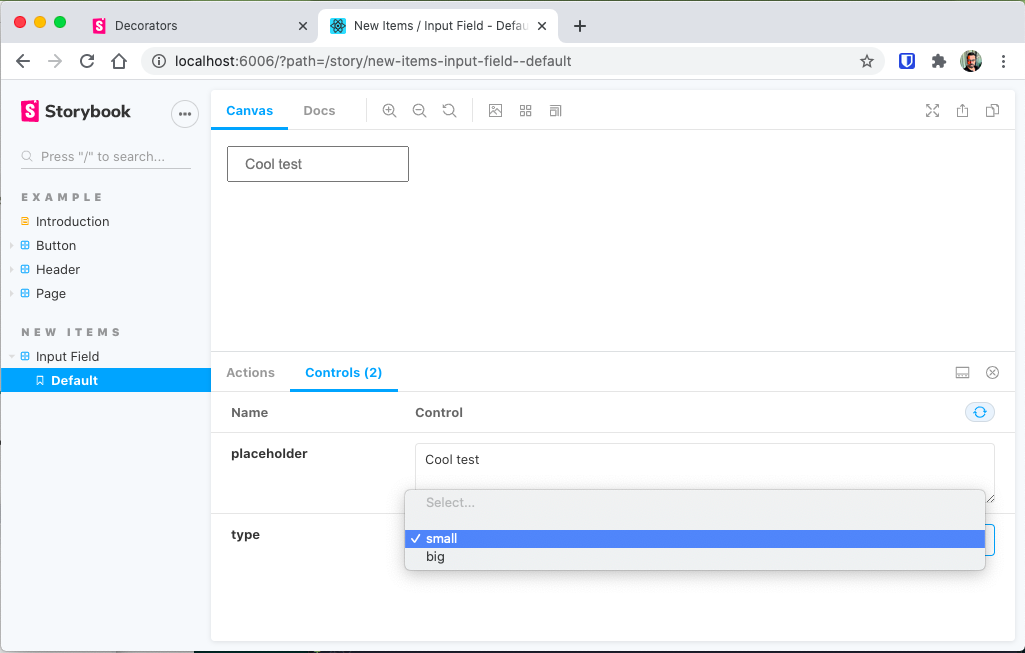 Decorators
New Items / Input Field - Defau
localhost:6006/?path=/story/new-items-input-field--default
Storybook
Press "/" to search...
EXAMPLE
Introduction
Button
Header
Page
NEW ITEMS
Input Field
Default
Canvas
Docs
Cool test
Actions
Controls (2)
Name
Control
placeholder
Cool test
type
Select...
small
big